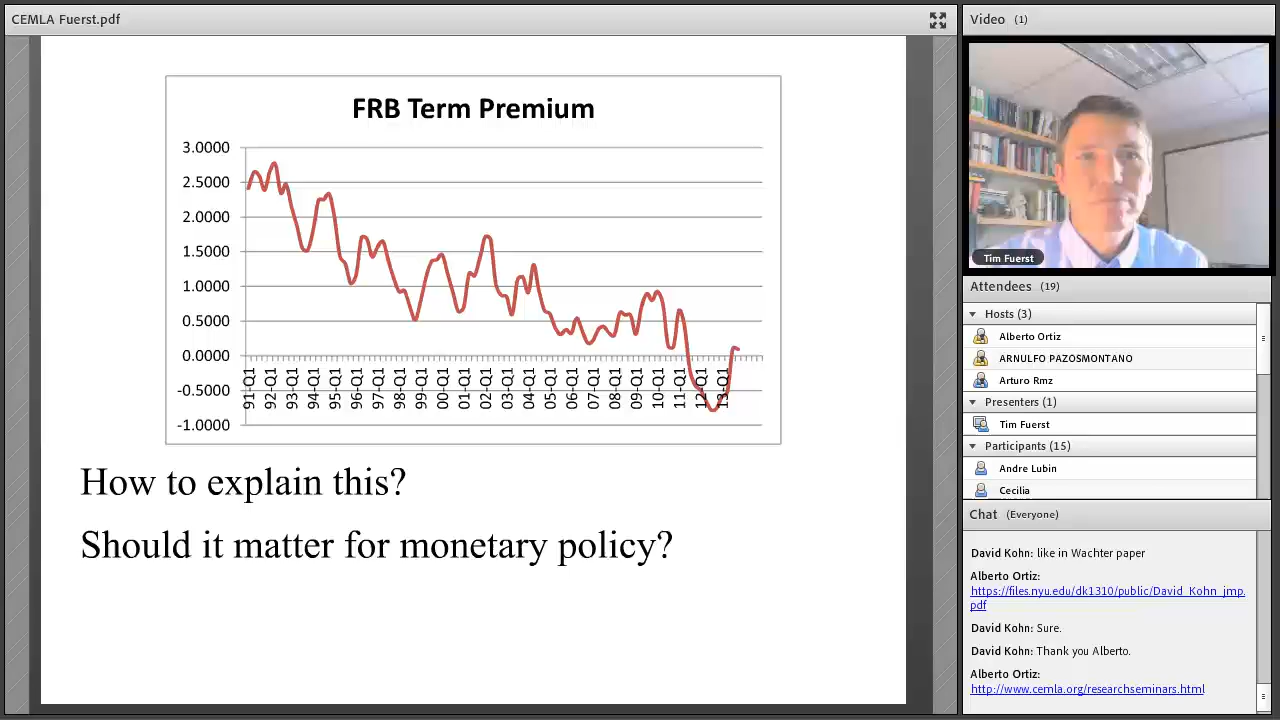 CEMLA Fuerst.pdf
FRB Term Premium
3.0000
2.5000
2.0000
1.5000
1.0000
0.5000
0.0000
-0.5000
-1.0000
91-Q1
92-Q1
93-Q1
94-Q1
95-Q1
96-Q1
97-Q1
98-Q1
99-Q1
00-Q1
01-Q1
02-Q1
03-Q1
04-Q1
05-Q1
06-Q1
07-Q1
08-Q1
09-Q1
10-Q1
11-Q1
12-Q1
13-Q1
How to explain this?
Should it matter for monetary policy?
Video (1)
Tim Fuerst
Attendees (19)
Hosts (3)
Alberto Ortiz
ARNULFO PAZOSMONTANO
Arturo Rmz
Presenters (1)
Tim Fuerst
Participants (15)
Andre Lubin
Cecilia
Chat (Everyone)
David Kohn: like in Wachter paper
Alberto Ortiz:
https://files.nyu.edu/dk1310/public/David_Kohn_jmp.
pdf
David Kohn: Sure.
David Kohn: Thank you Alberto.
Alberto Ortiz:
http://www.cemla.org/researchseminars.html